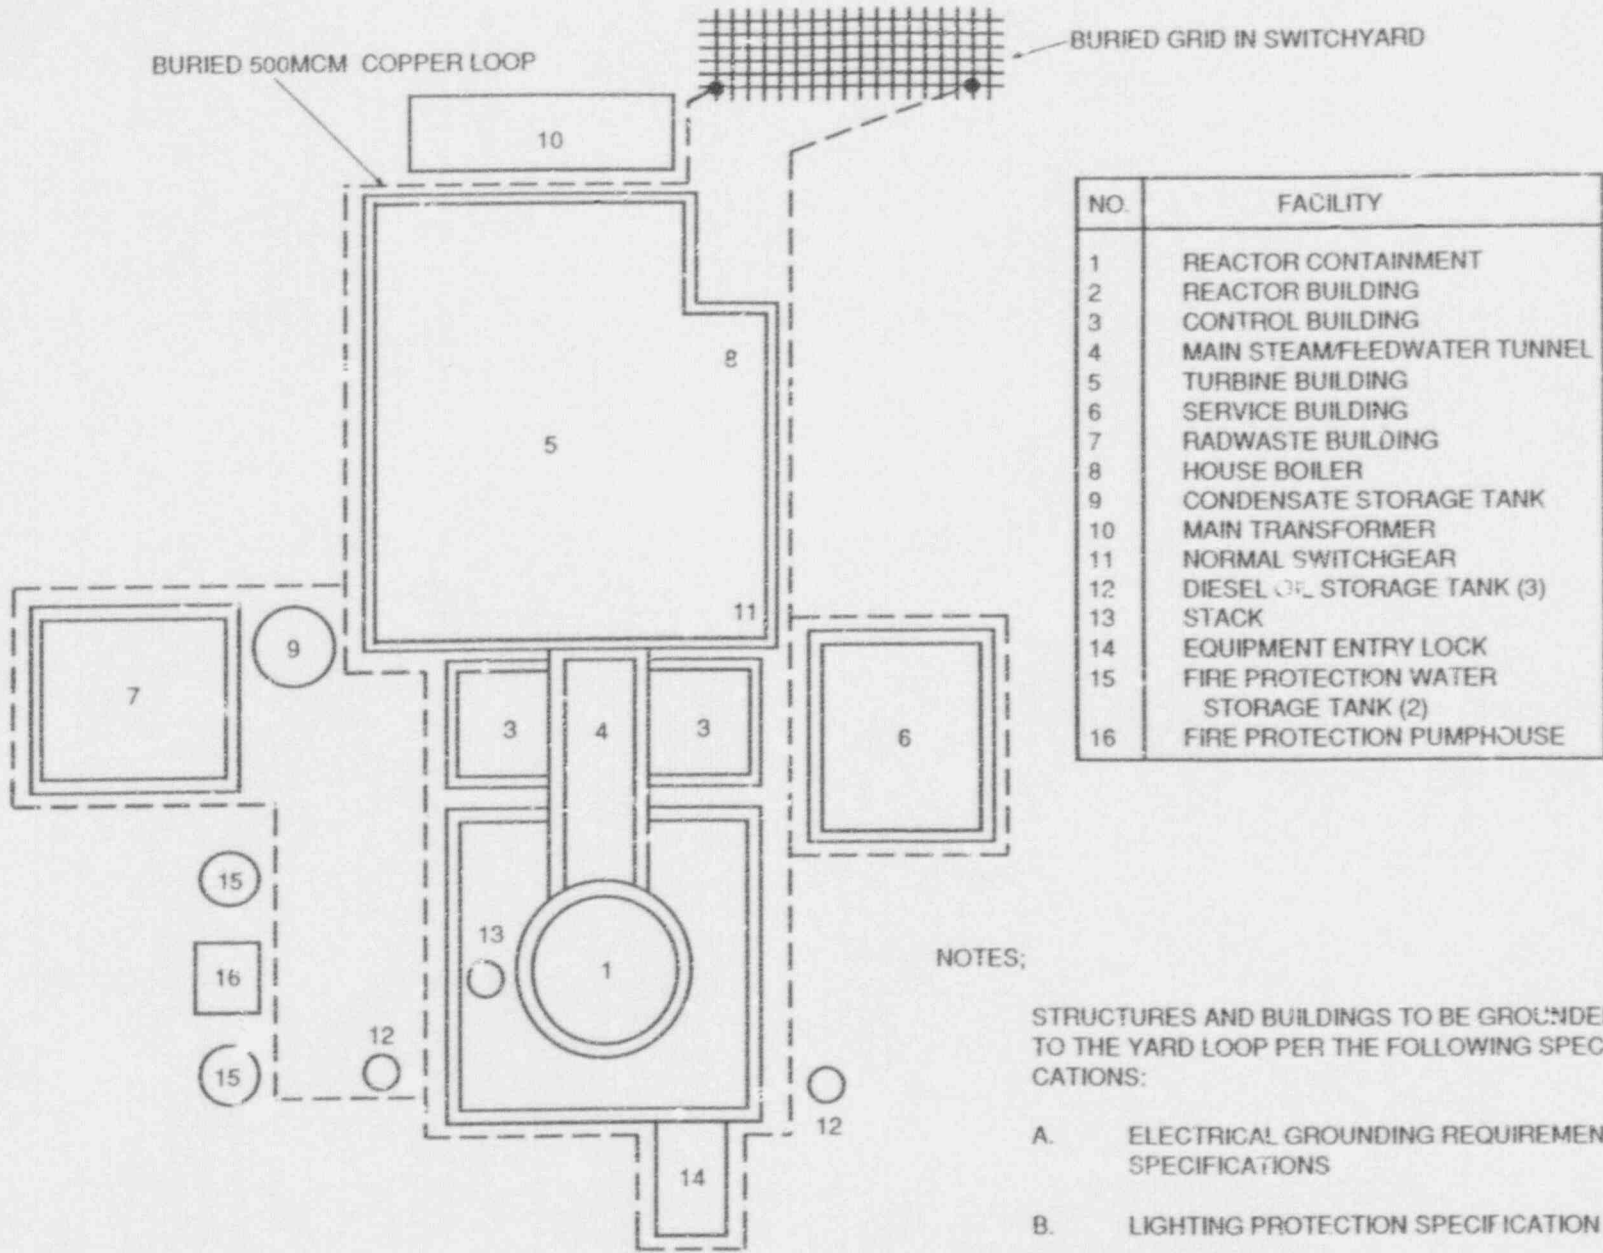 BURIED 500MCM COPPER LOOP
BURIED GRID IN SWITCHYARD
10
8
5
11
9
7
3
4
3
6
15
13
1
16
12
15
12
14
NO. FACILITY
1 REACTOR CONTAINMENT
2 REACTOR BUILDING
3 CONTROL BUILDING
4 MAIN STEAM/FEEDWATER TUNNEL
5 TURBINE BUILDING
6 SERVICE BUILDING
7 RADWASTE BUILDING
8 HOUSE BOILER
9 CONDENSATE STORAGE TANK
10 MAIN TRANSFORMER
11 NORMAL SWITCHGEAR
12 DIESEL OIL STORAGE TANK (3)
13 STACK
14 EQUIPMENT ENTRY LOCK
15 FIRE PROTECTION WATER
STORAGE TANK (2)
16 FIRE PROTECTION PUMPHOUSE
NOTES;
STRUCTURES AND BUILDINGS TO BE GROUNDE
TO THE YARD LOOP PER THE FOLLOWING SPEC
CATIONS:
A. ELECTRICAL GROUNDING REQUIREMEN
SPECIFICATIONS
B. LIGHTING PROTECTION SPECIFICATION